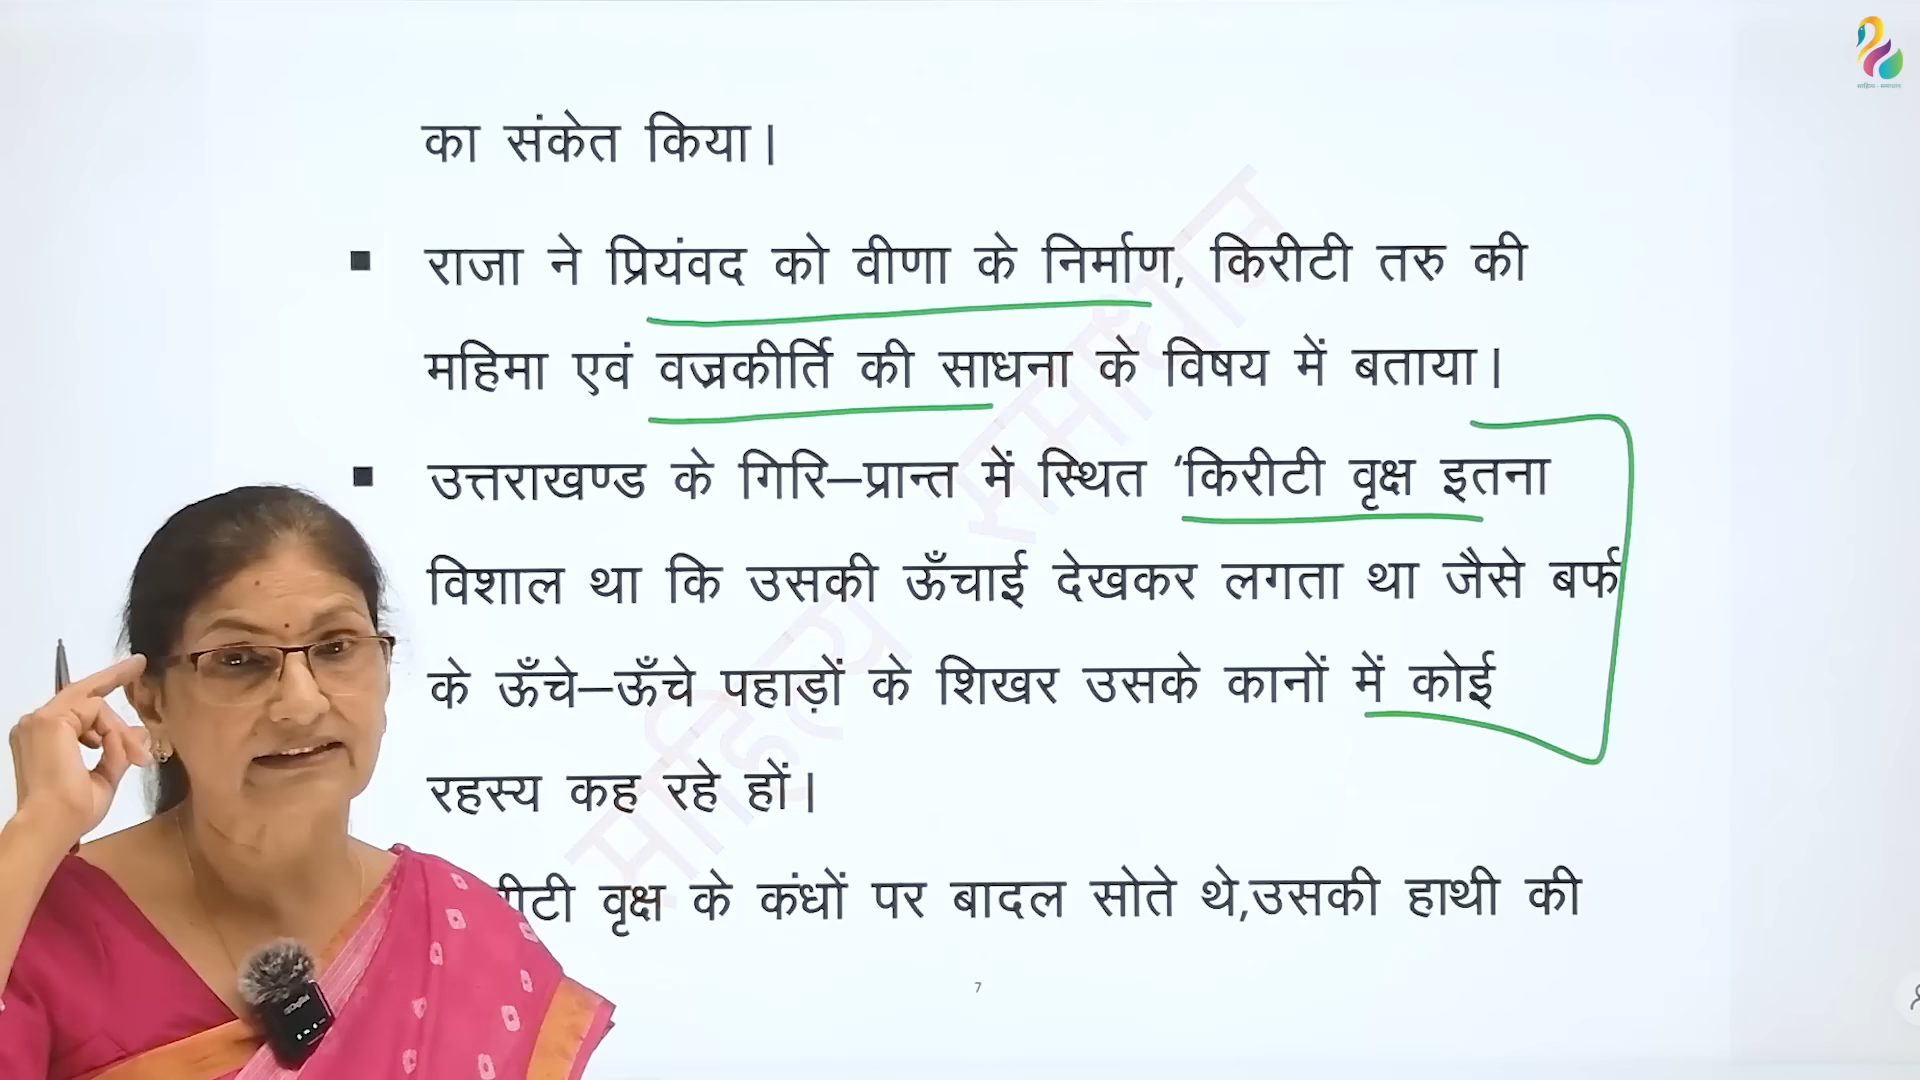 का संकेत किया।
▪ राजा ने प्रियंवद को वीणा के निर्माण, किरीटी तरु की
महिमा एवं वज्रकीर्ति की साधना के विषय में बताया।
▪ उत्तराखण्ड के गिरि–प्रान्त में स्थित ‘किरीटी वृक्ष इतना
विशाल था कि उसकी ऊँचाई देखकर लगता था जैसे बर्फ
के ऊँचे–ऊँचे पहाड़ों के शिखर उसके कानों में कोई
रहस्य कह रहे हों।
वृक्ष के कंधों पर बादल सोते थे,उसकी हाथी की
7
साहित्य समाधान